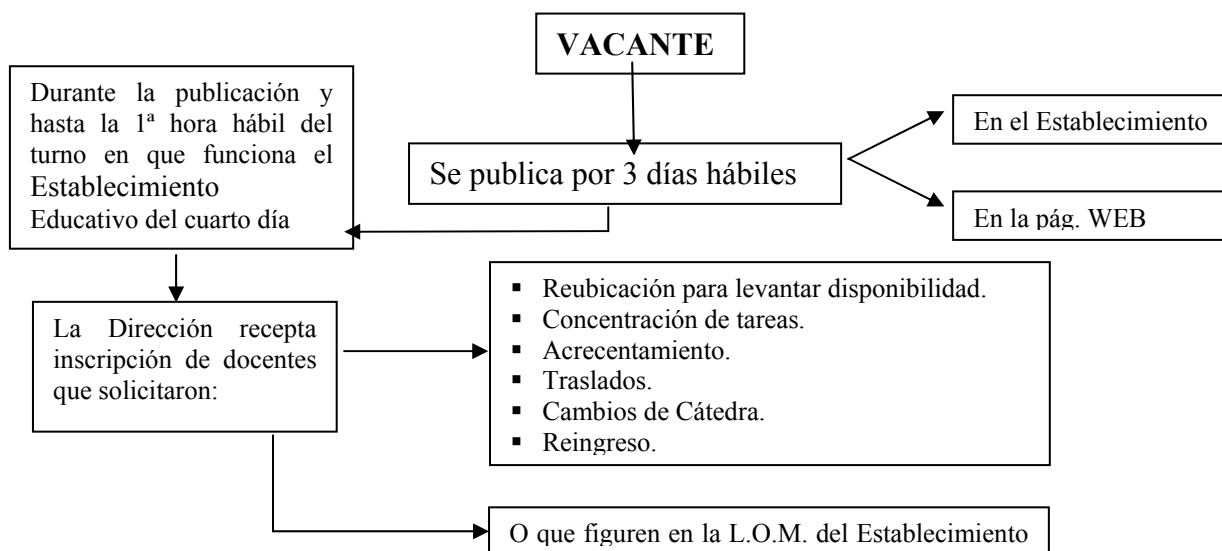 VACANTE
Durante la publicación y
hasta la 1ª hora hábil del
turno en que funciona el
Establecimiento
Educativo del cuarto día
Se publica por 3 días hábiles
En el Establecimiento
En la pág. WEB
La Dirección recepta
inscripción de docentes
que solicitaron:
▪ Reubicación para levantar disponibilidad.
▪ Concentración de tareas.
▪ Acrecentamiento.
▪ Traslados.
▪ Cambios de Cátedra.
▪ Reingreso.
O que figuren en la L.O.M. del Establecimiento